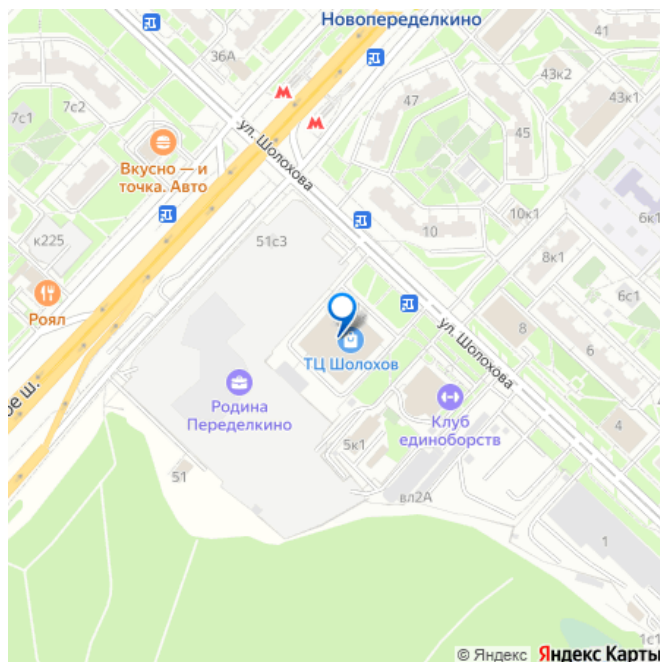 Новопеределкино
41
36А
43к2
7с2
7с1
47
43к1
45
ул. Шолохова
Вкусно — и
точка. Авто
6к1
10к1
10
к225
51с3
8к1
6с1
Роял
ул. Шолохова
8
6
ТЦ Шолохов
Родина
Переделкино
Клуб
единоборств
4
5к1
51
вл2А
1
1с1
ое ш.
© Яндекс Яндекс Карты